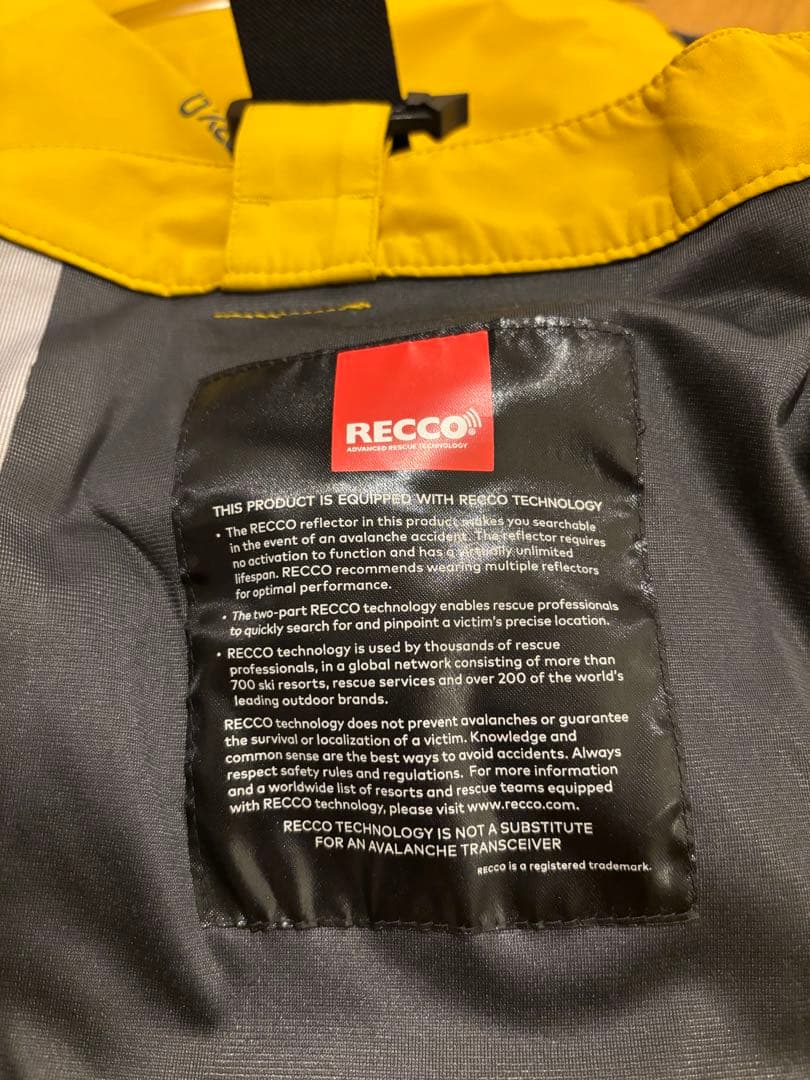 RECCO®
ADVANCED RESCUE TECHNOLOGY
THIS PRODUCT IS EQUIPPED WITH RECCO TECHNOLOGY
• The RECCO reflector in this product makes you searchable
in the event of an avalanche accident. The reflector requires
no activation to function and has a virtually unlimited
lifespan. RECCO recommends wearing multiple reflectors
for optimal performance.
• The two-part RECCO technology enables rescue professionals
to quickly search for and pinpoint a victim's precise location.
• RECCO technology is used by thousands of rescue
professionals, in a global network consisting of more than
700 ski resorts, rescue services and over 200 of the world's
leading outdoor brands.
RECCO technology does not prevent avalanches or guarantee
the survival or localization of a victim. Knowledge and
common sense are the best ways to avoid accidents. Always
respect safety rules and regulations. For more information
and a worldwide list of resorts and rescue teams equipped
with RECCO technology, please visit www.recco.com.
RECCO TECHNOLOGY IS NOT A SUBSTITUTE
FOR AN AVALANCHE TRANSCEIVER
RECCO is a registered trademark.